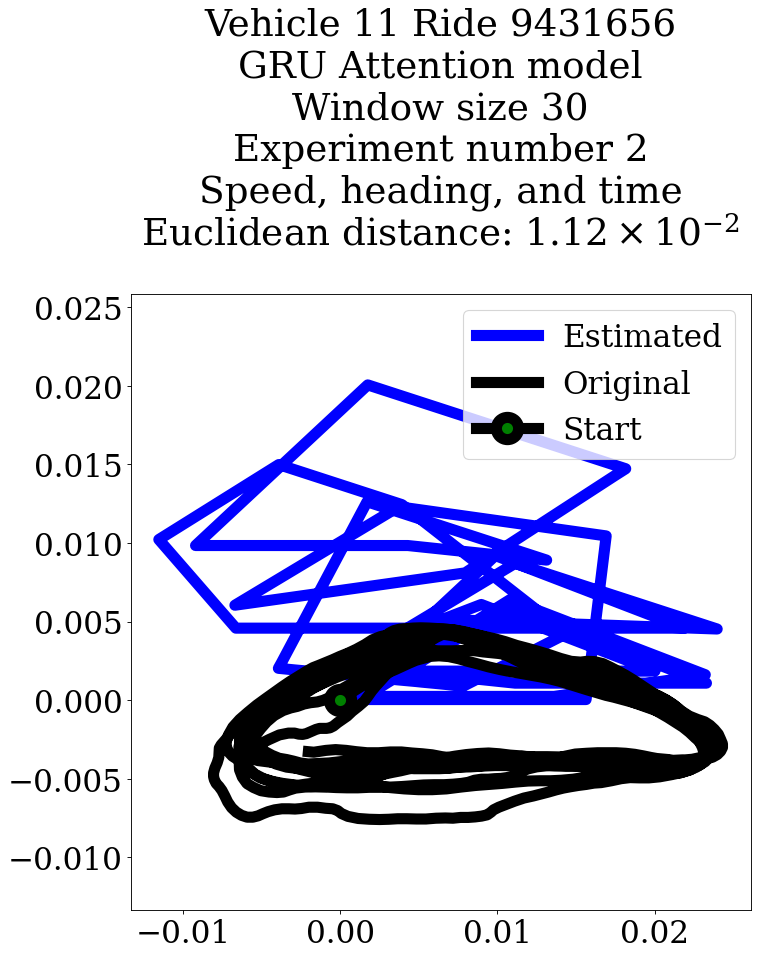 Vehicle 11 Ride 9431656
GRU Attention model
Window size 30
Experiment number 2
Speed, heading, and time
Euclidean distance: 1.12 × 10⁻²
0.025
0.020
0.015
0.010
0.005
0.000
−0.005
−0.010
Estimated
Original
Start
−0.01 0.00 0.01 0.02